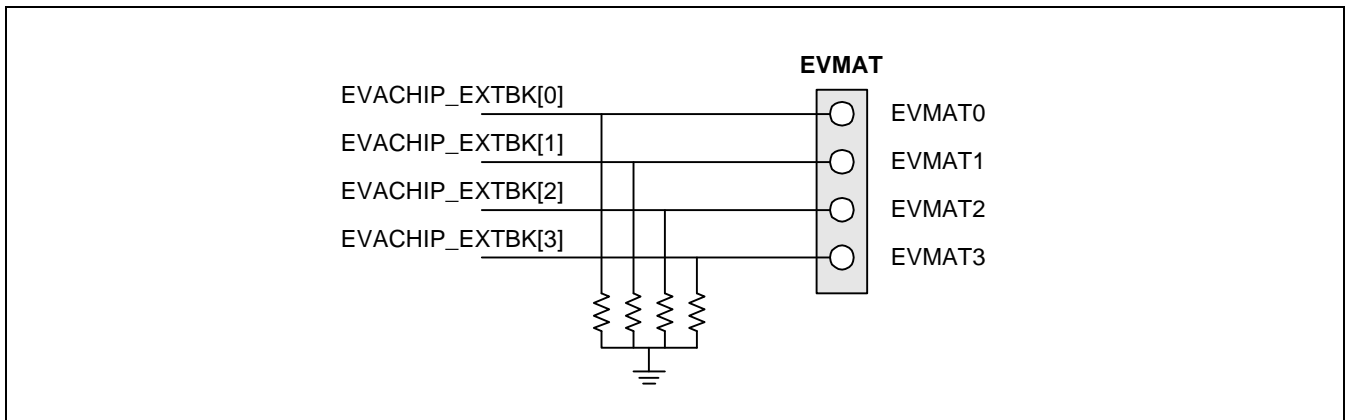 EVMAT
EVACHIP_EXTBK[0]
EVMAT0
EVACHIP_EXTBK[1]
EVMAT1
EVACHIP_EXTBK[2]
EVMAT2
EVACHIP_EXTBK[3]
EVMAT3